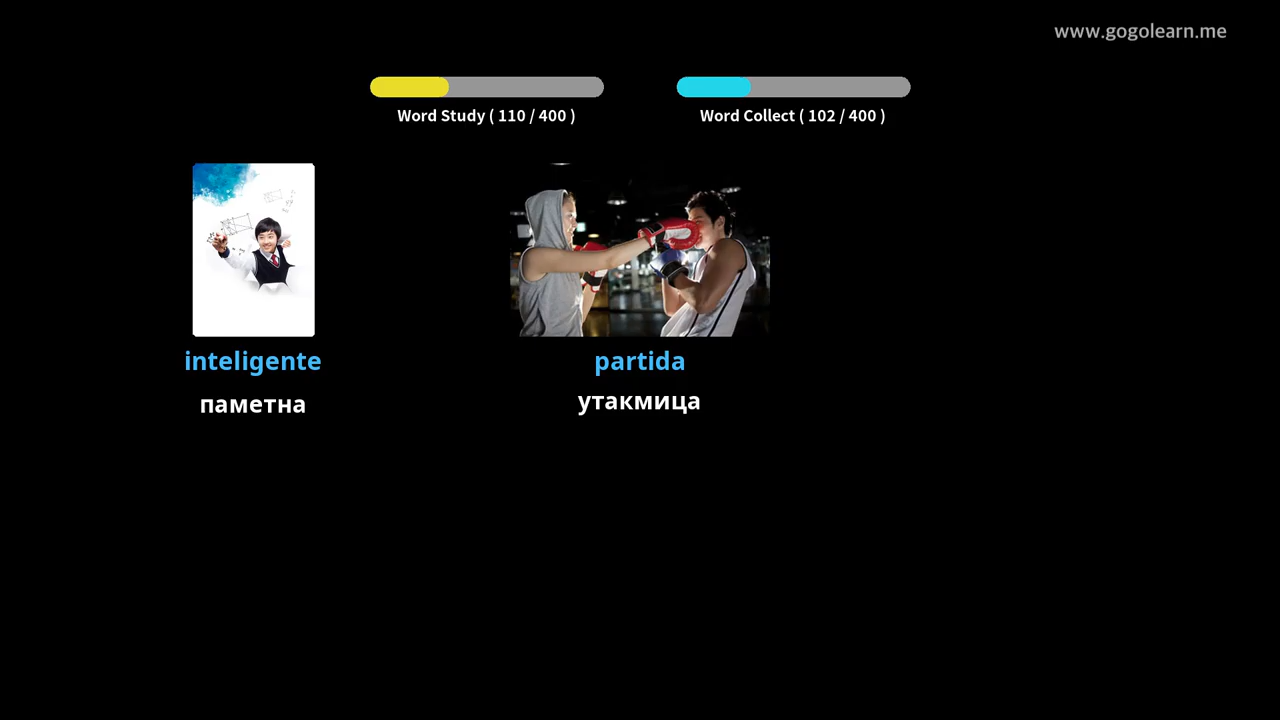 www.gogolearn.me
Word Study ( 110 / 400 )
Word Collect ( 102 / 400 )
inteligente
partida
паметна
утакмица